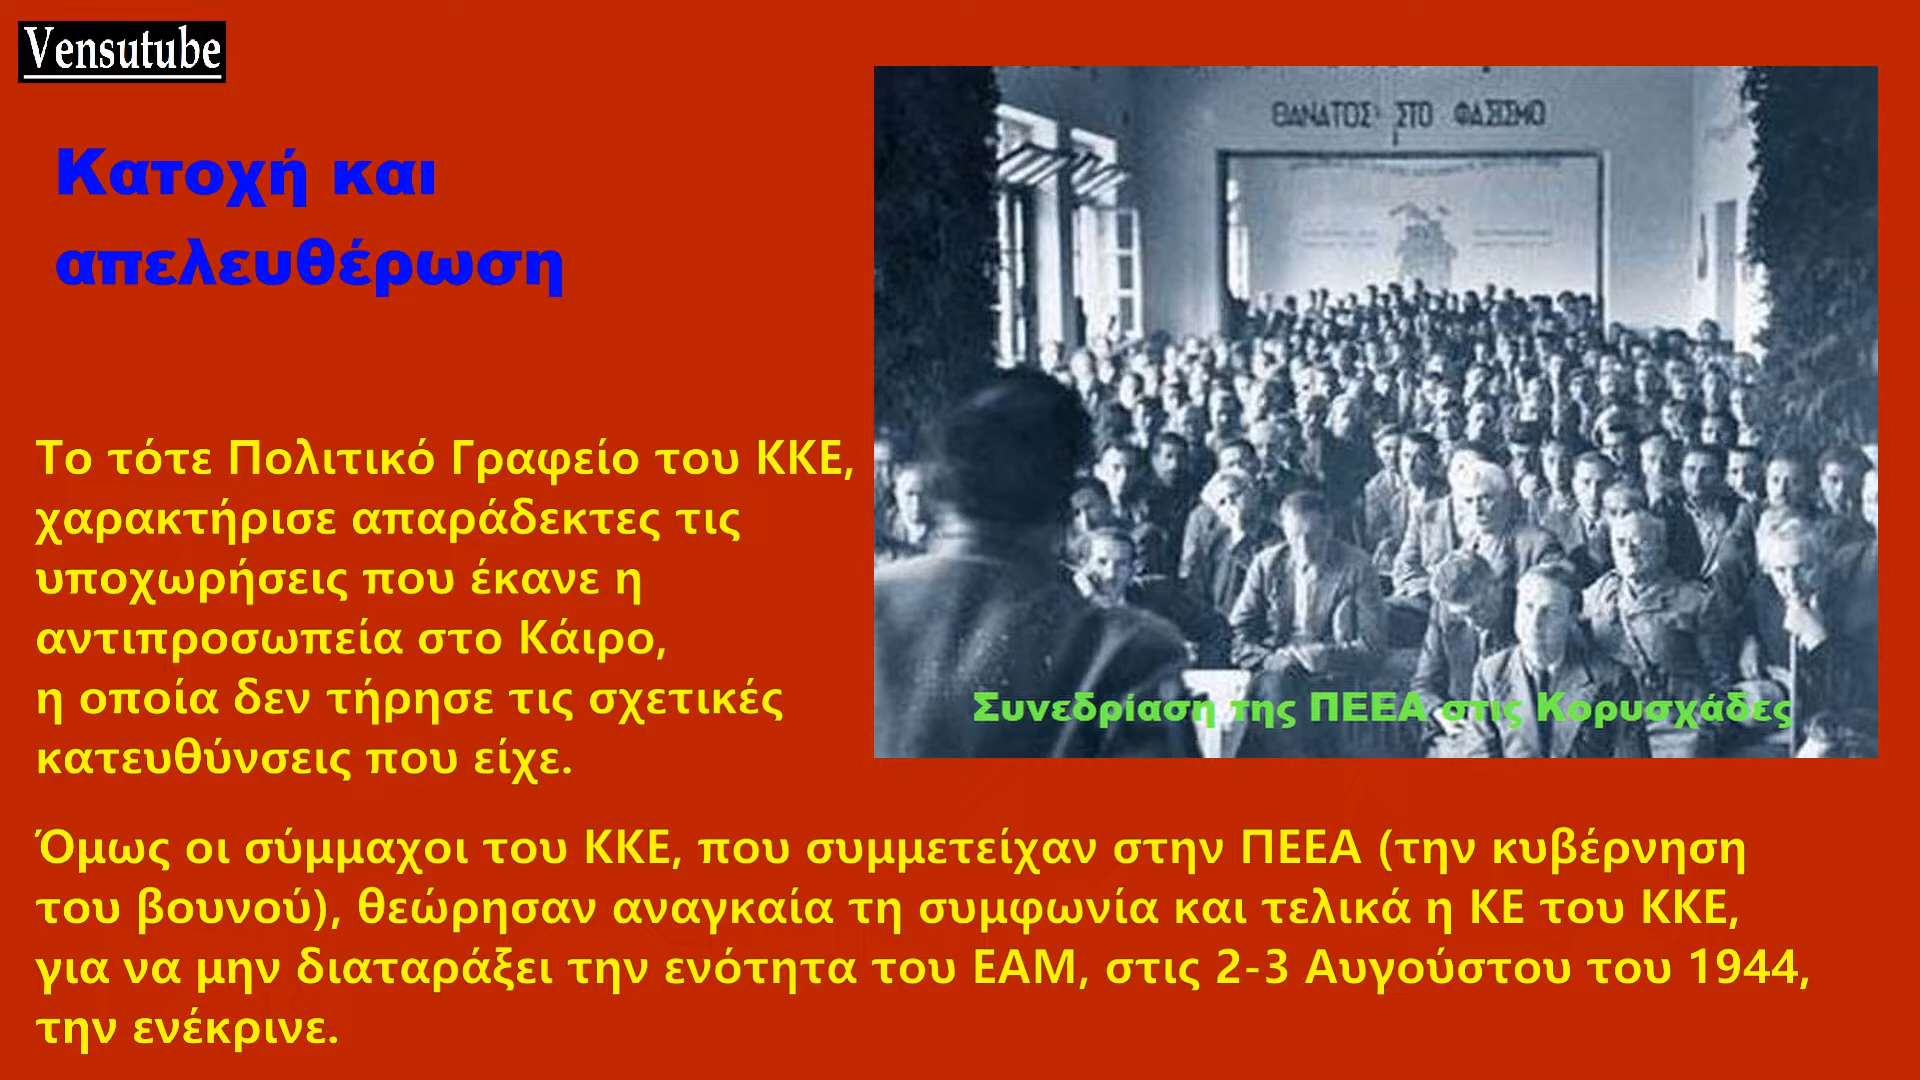 Vensutube
Κατοχή και
απελευθέρωση
ΘΑΝΑΤΟΣ ΣΤΟ ΦΑΣΙΣΜΟ
Συνεδρίαση της ΠΕΕΑ στις Κορυσχάδες
Το τότε Πολιτικό Γραφείο του ΚΚΕ,
χαρακτήρισε απαράδεκτες τις
υποχωρήσεις που έκανε η
αντιπροσωπεία στο Κάιρο,
η οποία δεν τήρησε τις σχετικές
κατευθύνσεις που είχε.
Όμως οι σύμμαχοι του ΚΚΕ, που συμμετείχαν στην ΠΕΕΑ (την κυβέρνηση
του βουνού), θεώρησαν αναγκαία τη συμφωνία και τελικά η ΚΕ του ΚΚΕ,
για να μην διαταράξει την ενότητα του ΕΑΜ, στις 2-3 Αυγούστου του 1944,
την ενέκρινε.